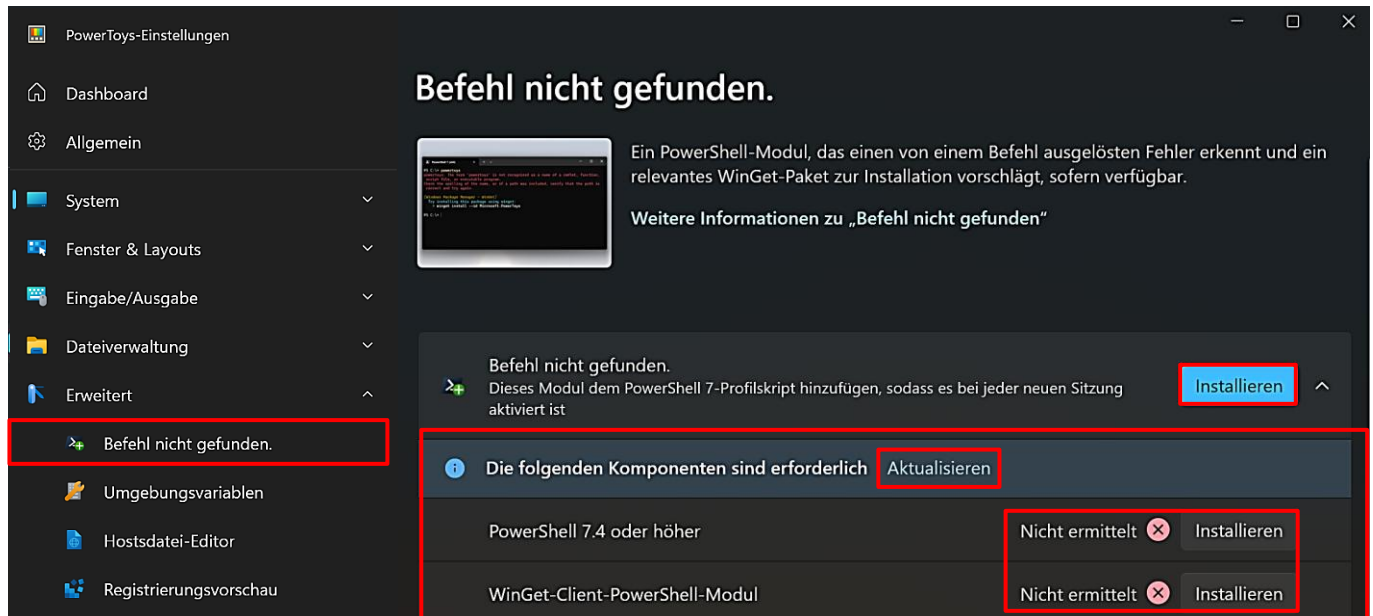 PowerToys-Einstellungen
Dashboard
Allgemein
System
Fenster & Layouts
Eingabe/Ausgabe
Dateiverwaltung
Erweitert
Befehl nicht gefunden.
Umgebungsvariablen
Hostsdatei-Editor
Registrierungsvorschau
Befehl nicht gefunden.
Ein PowerShell-Modul, das einen von einem Befehl ausgelösten Fehler erkennt und ein
relevantes WinGet-Paket zur Installation vorschlägt, sofern verfügbar.
Weitere Informationen zu „Befehl nicht gefunden“
Befehl nicht gefunden.
Dieses Modul dem PowerShell 7-Profilskript hinzufügen, sodass es bei jeder neuen Sitzung
aktiviert ist
Installieren
Die folgenden Komponenten sind erforderlich Aktualisieren
PowerShell 7.4 oder höher Nicht ermittelt Installieren
WinGet-Client-PowerShell-Modul Nicht ermittelt Installieren